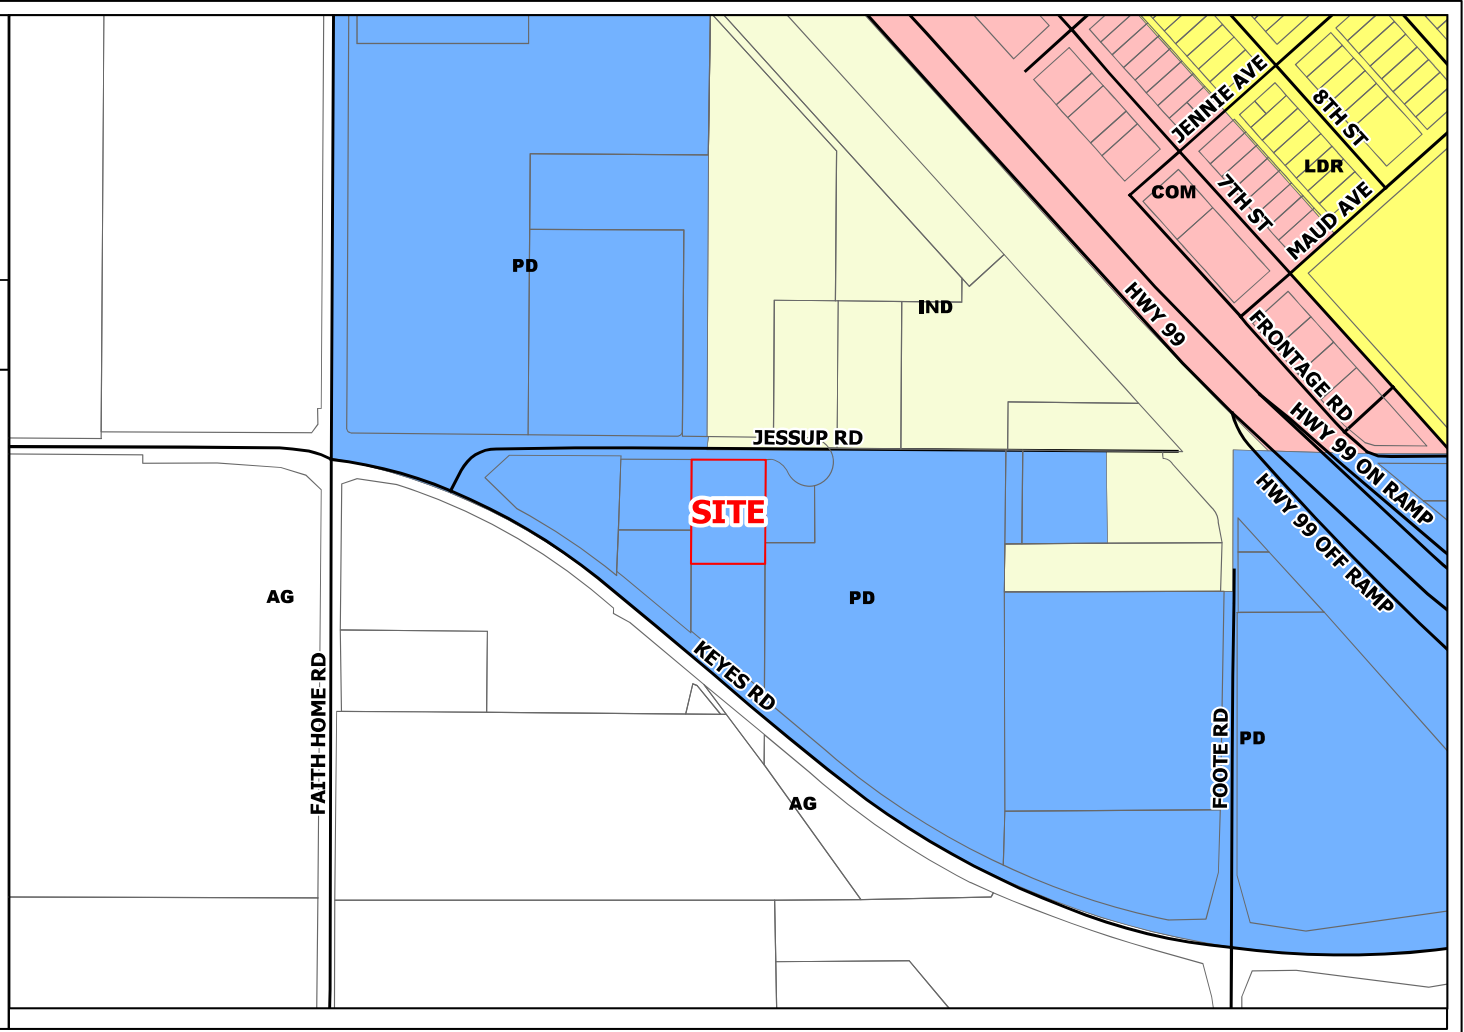 JENNIE AVE
8TH ST
LDR
COM
7TH ST
MAUD AVE
PD
IND
HWY 99
FRONTAGE RD
JESSUP RD
HWY 99 ON RAMP
SITE
HWY 99 OFF RAMP
AG
PD
KEYES RD
FAITH HOME RD
FOOTE RD
PD
AG